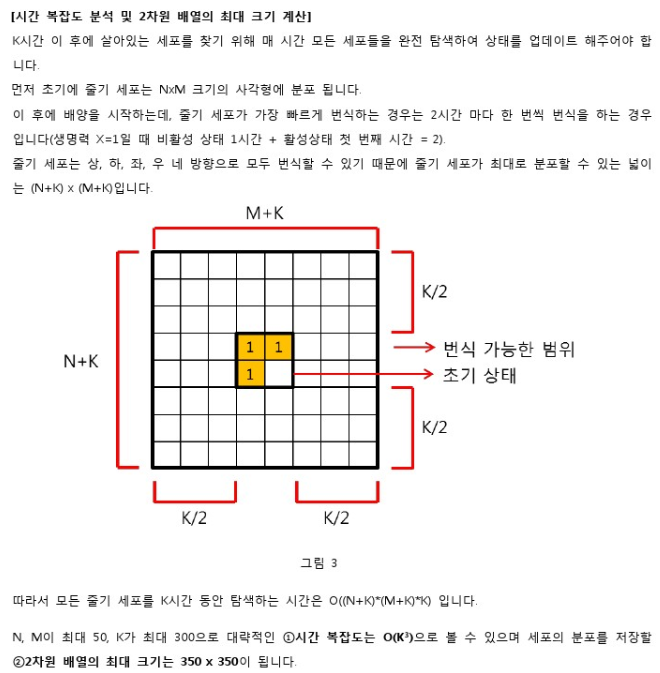 [시간 복잡도 분석 및 2차원 배열의 최대 크기 계산]
K시간 이 후에 살아있는 세포를 찾기 위해 매 시간 모든 세포들을 완전 탐색하여 상태를 업데이트 해주어야 합
니다.
먼저 초기에 줄기 세포는 NxM 크기의 사각형에 분포 됩니다.
이 후에 배양을 시작하는데, 줄기 세포가 가장 빠르게 번식하는 경우는 2시간 마다 한 번씩 번식을 하는 경우
입니다(생명력 X=1일 때 비활성 상태 1시간 + 활성상태 첫 번째 시간 = 2).
줄기 세포는 상, 하, 좌, 우 네 방향으로 모두 번식할 수 있기 때문에 줄기 세포가 최대로 분포할 수 있는 넓이
는 (N+K) x (M+K)입니다.
M+K
K/2
N+K
1 1
번식 가능한 범위
1
초기 상태
K/2
K/2 K/2
그림 3
따라서 모든 줄기 세포를 K시간 동안 탐색하는 시간은 O((N+K)*(M+K)*K) 입니다.
N, M이 최대 50, K가 최대 300으로 대략적인 ①시간 복잡도는 O(K³)으로 볼 수 있으며 세포의 분포를 저장할
②2차원 배열의 최대 크기는 350 x 350이 됩니다.